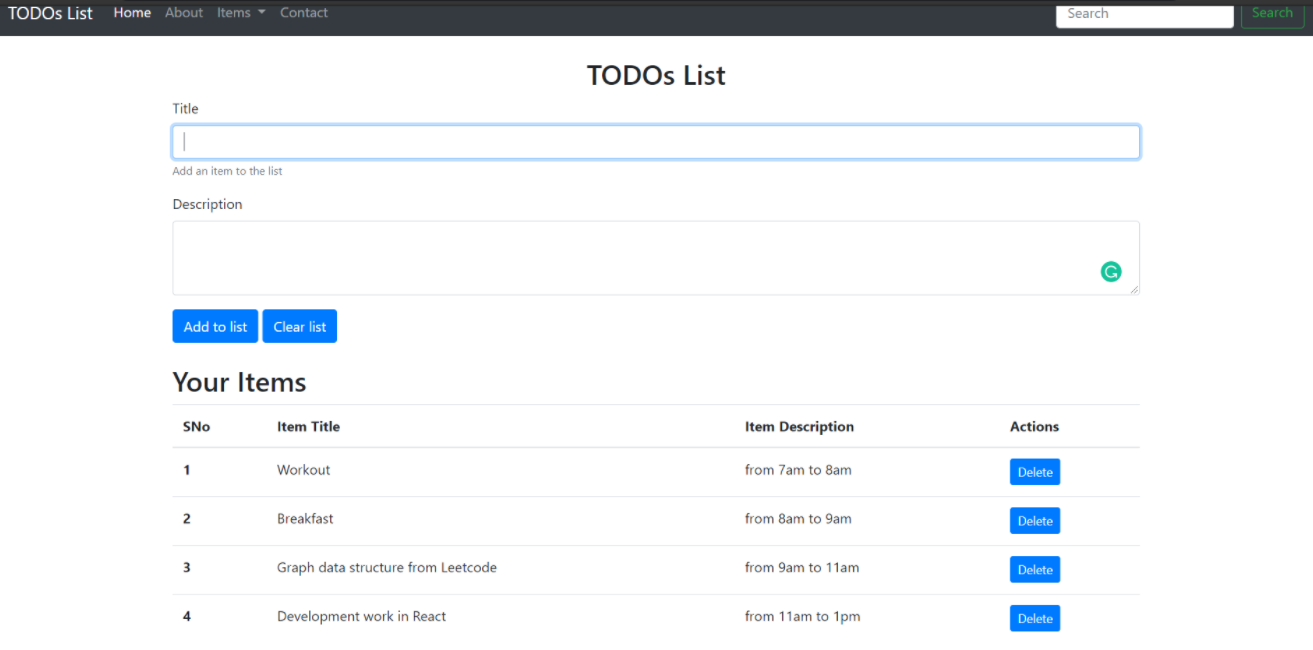 TODOs List Home About Items Contact Search Search
TODOs List
Title
Add an item to the list
Description
Add to list Clear list
Your Items
SNo Item Title Item Description Actions
1 Workout from 7am to 8am Delete
2 Breakfast from 8am to 9am Delete
3 Graph data structure from Leetcode from 9am to 11am Delete
4 Development work in React from 11am to 1pm Delete